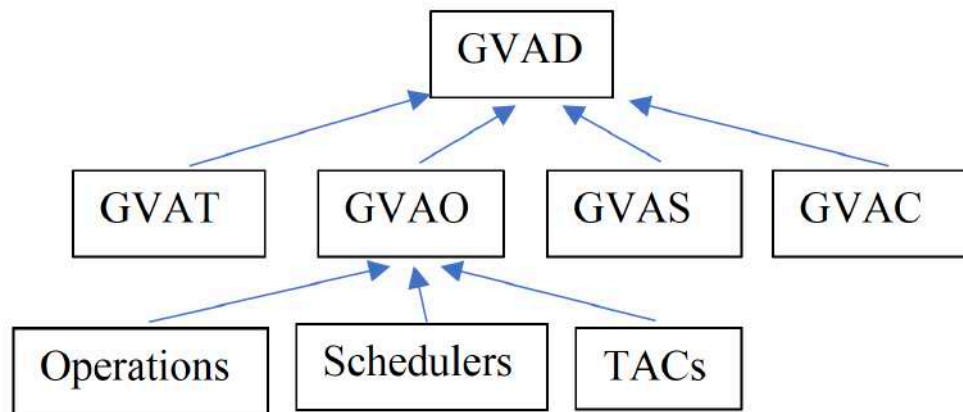 GVAD
GVAT
GVAO
GVAS
GVAC
Operations
Schedulers
TACs